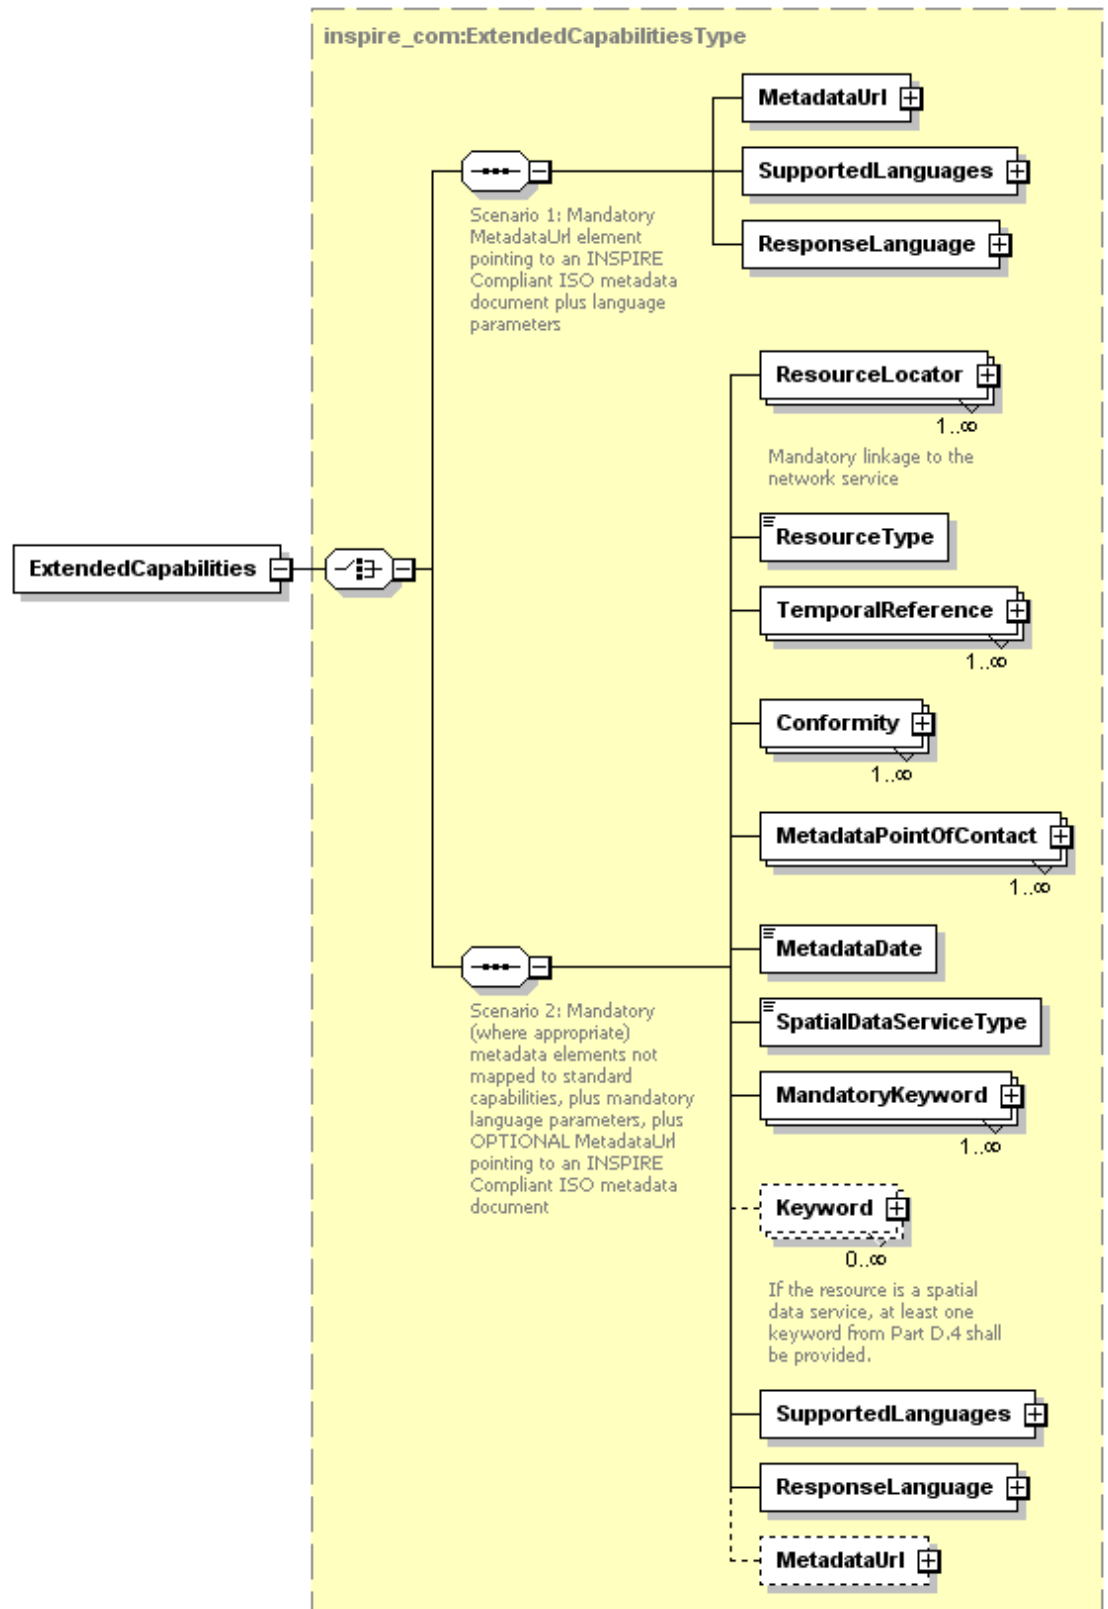 inspire_com:ExtendedCapabilitiesType
MetadataUrl
SupportedLanguages
ResponseLanguage
Scenario 1: Mandatory
MetadataUrl element
pointing to an INSPIRE
Compliant ISO metadata
document plus language
parameters
ResourceLocator
1..∞
Mandatory linkage to the
network service
ResourceType
ExtendedCapabilities
TemporalReference
1..∞
Conformity
1..∞
MetadataPointOfContact
1..∞
MetadataDate
SpatialDataServiceType
Scenario 2: Mandatory
(where appropriate)
metadata elements not
mapped to standard
capabilities, plus mandatory
language parameters, plus
OPTIONAL MetadataUrl
pointing to an INSPIRE
Compliant ISO metadata
document
MandatoryKeyword
1..∞
Keyword
0..∞
If the resource is a spatial
data service, at least one
keyword from Part D.4 shall
be provided.
SupportedLanguages
ResponseLanguage
MetadataUrl